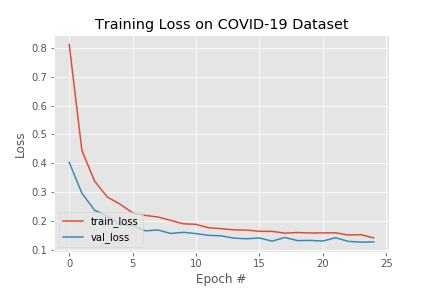 Training Loss on COVID-19 Dataset
0.8
0.7
0.6
0.5
0.4
0.3
0.2
0.1
Loss
train_loss
val_loss
0 5 10 15 20 25
Epoch #